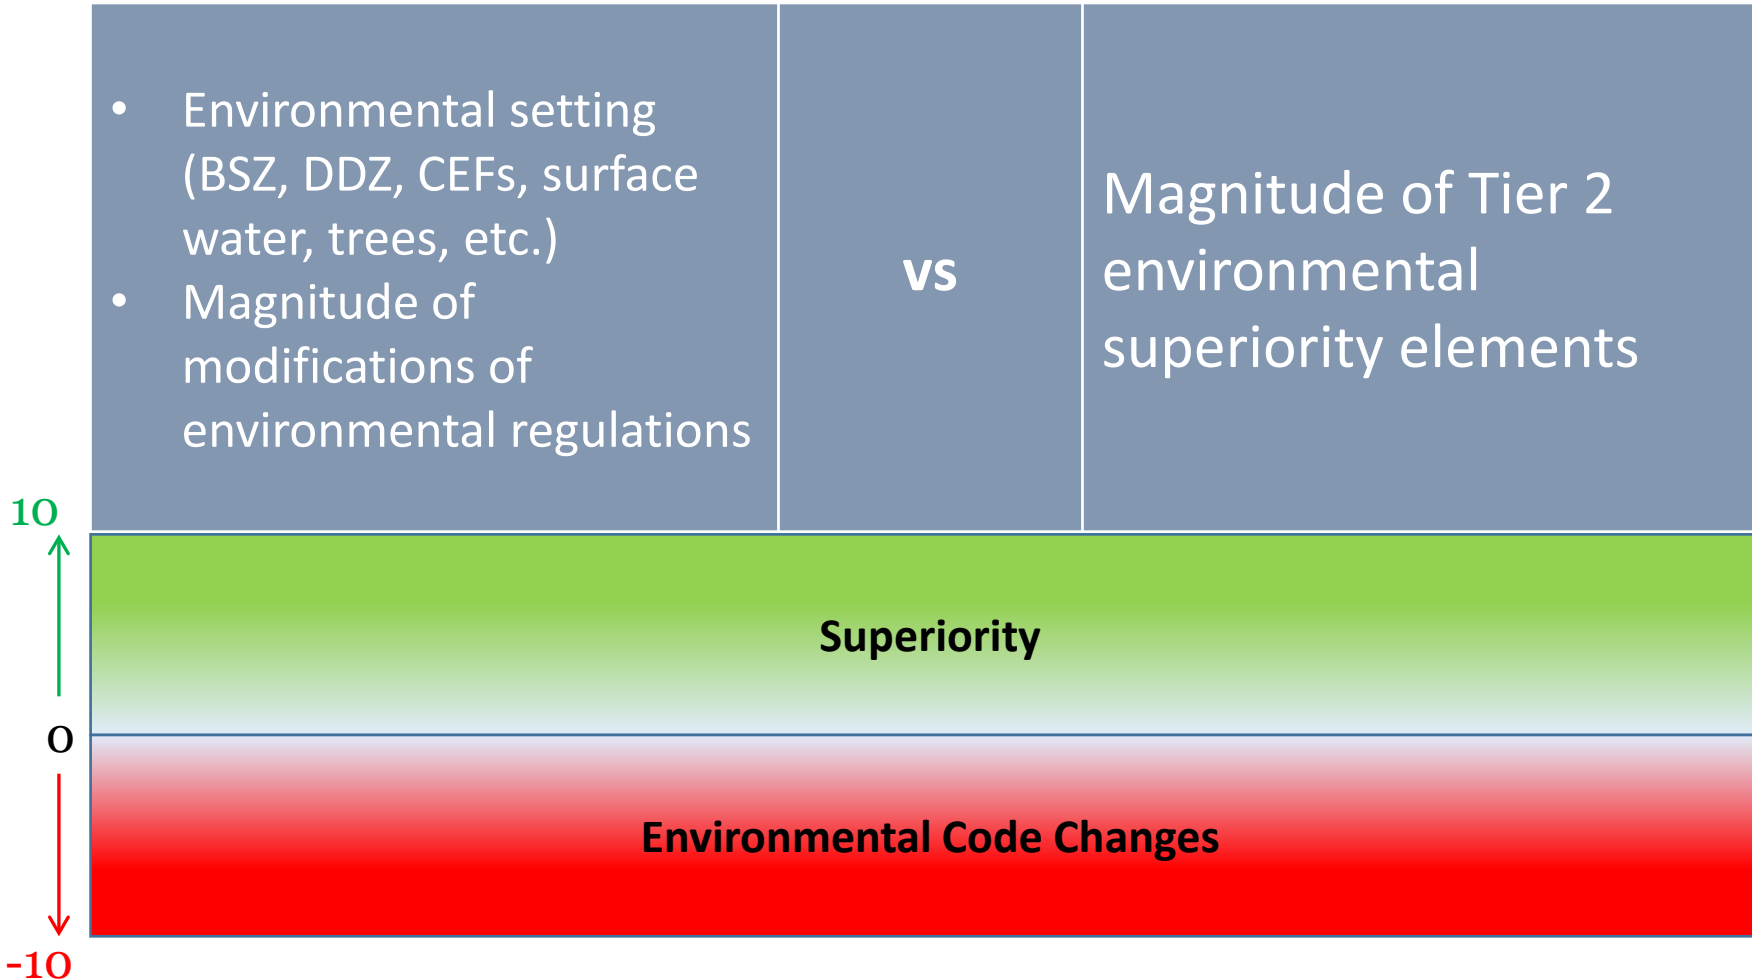 • Environmental setting
(BSZ, DDZ, CEFs, surface
water, trees, etc.)
• Magnitude of
modifications of
environmental regulations
vs
Magnitude of Tier 2
environmental
superiority elements
10
Superiority
0
Environmental Code Changes
-10